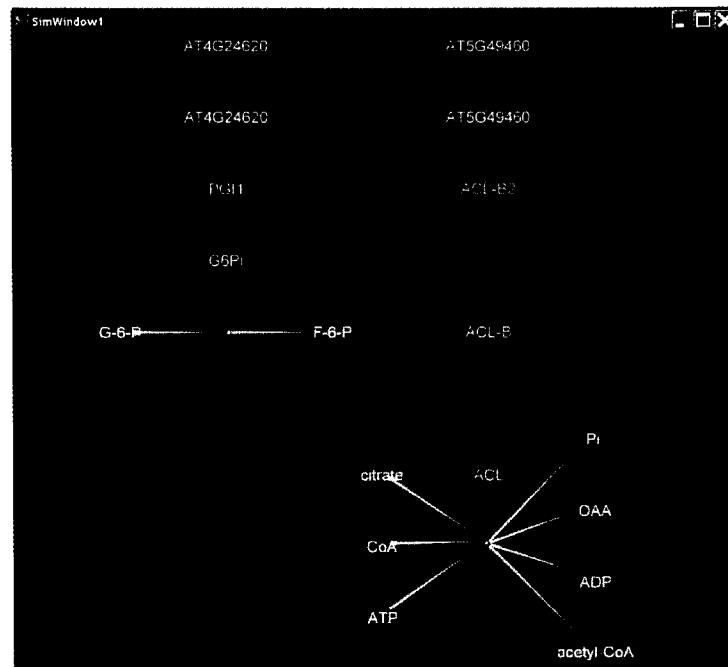 SimWindow1
AT4G24620 AT5G49460
AT4G24620 AT5G49460
PGI1 ACL-B2
G6PI
G-6-P F-6-P ACL-B
Pi
citrate ACL
OAA
CoA
ADP
ATP
acetyl-CoA